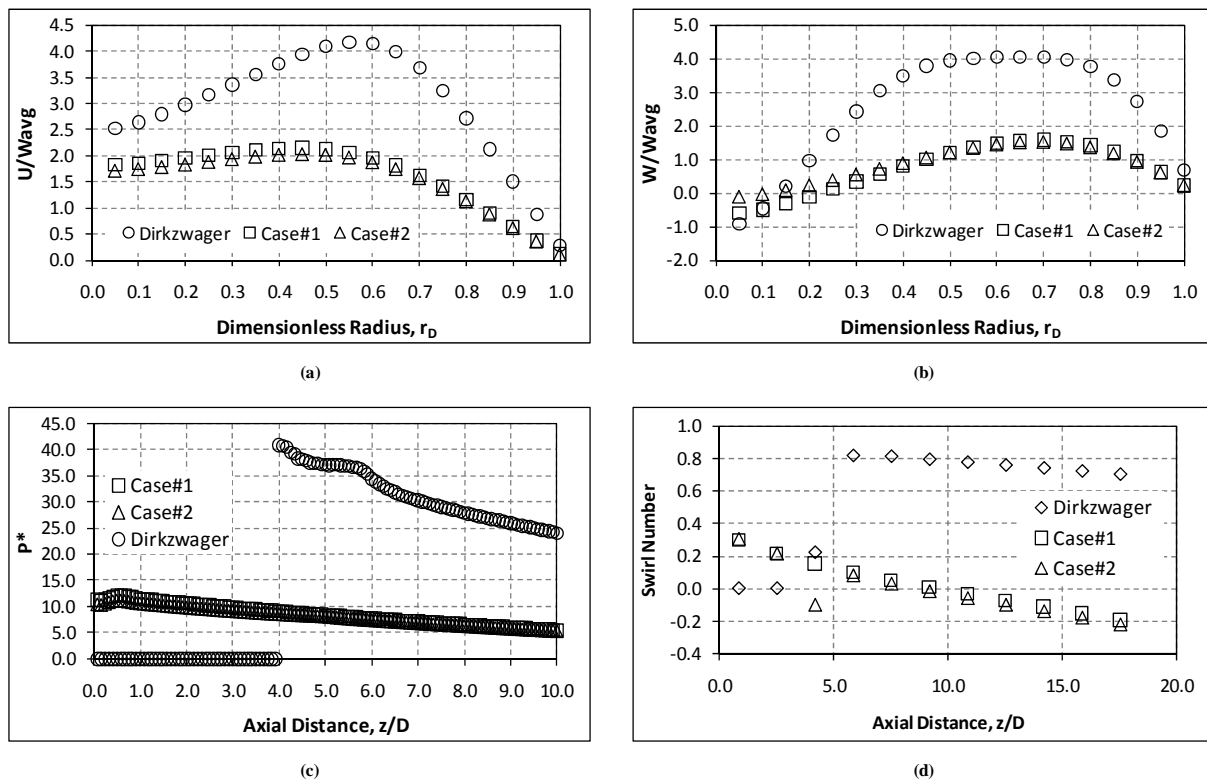 U/Wavg
4.5
4.0
3.5
3.0
2.5
2.0
1.5
1.0
0.5
0.0
Dirkzwager Case#1 Case#2
0.0 0.1 0.2 0.3 0.4 0.5 0.6 0.7 0.8 0.9 1.0
Dimensionless Radius, rD
(a)
W/Wavg
5.0
4.0
3.0
2.0
1.0
0.0
-1.0
-2.0
Dirkzwager Case#1 Case#2
0.0 0.1 0.2 0.3 0.4 0.5 0.6 0.7 0.8 0.9 1.0
Dimensionless Radius, rD
(b)
P*
45.0
40.0
35.0
30.0
25.0
20.0
15.0
10.0
5.0
0.0
Case#1
Case#2
Dirkzwager
0.0 1.0 2.0 3.0 4.0 5.0 6.0 7.0 8.0 9.0 10.0
Axial Distance, z/D
(c)
Swirl Number
1.0
0.8
0.6
0.4
0.2
0.0
-0.2
-0.4
Dirkzwager
Case#1
Case#2
0.0 5.0 10.0 15.0 20.0
Axial Distance, z/D
(d)